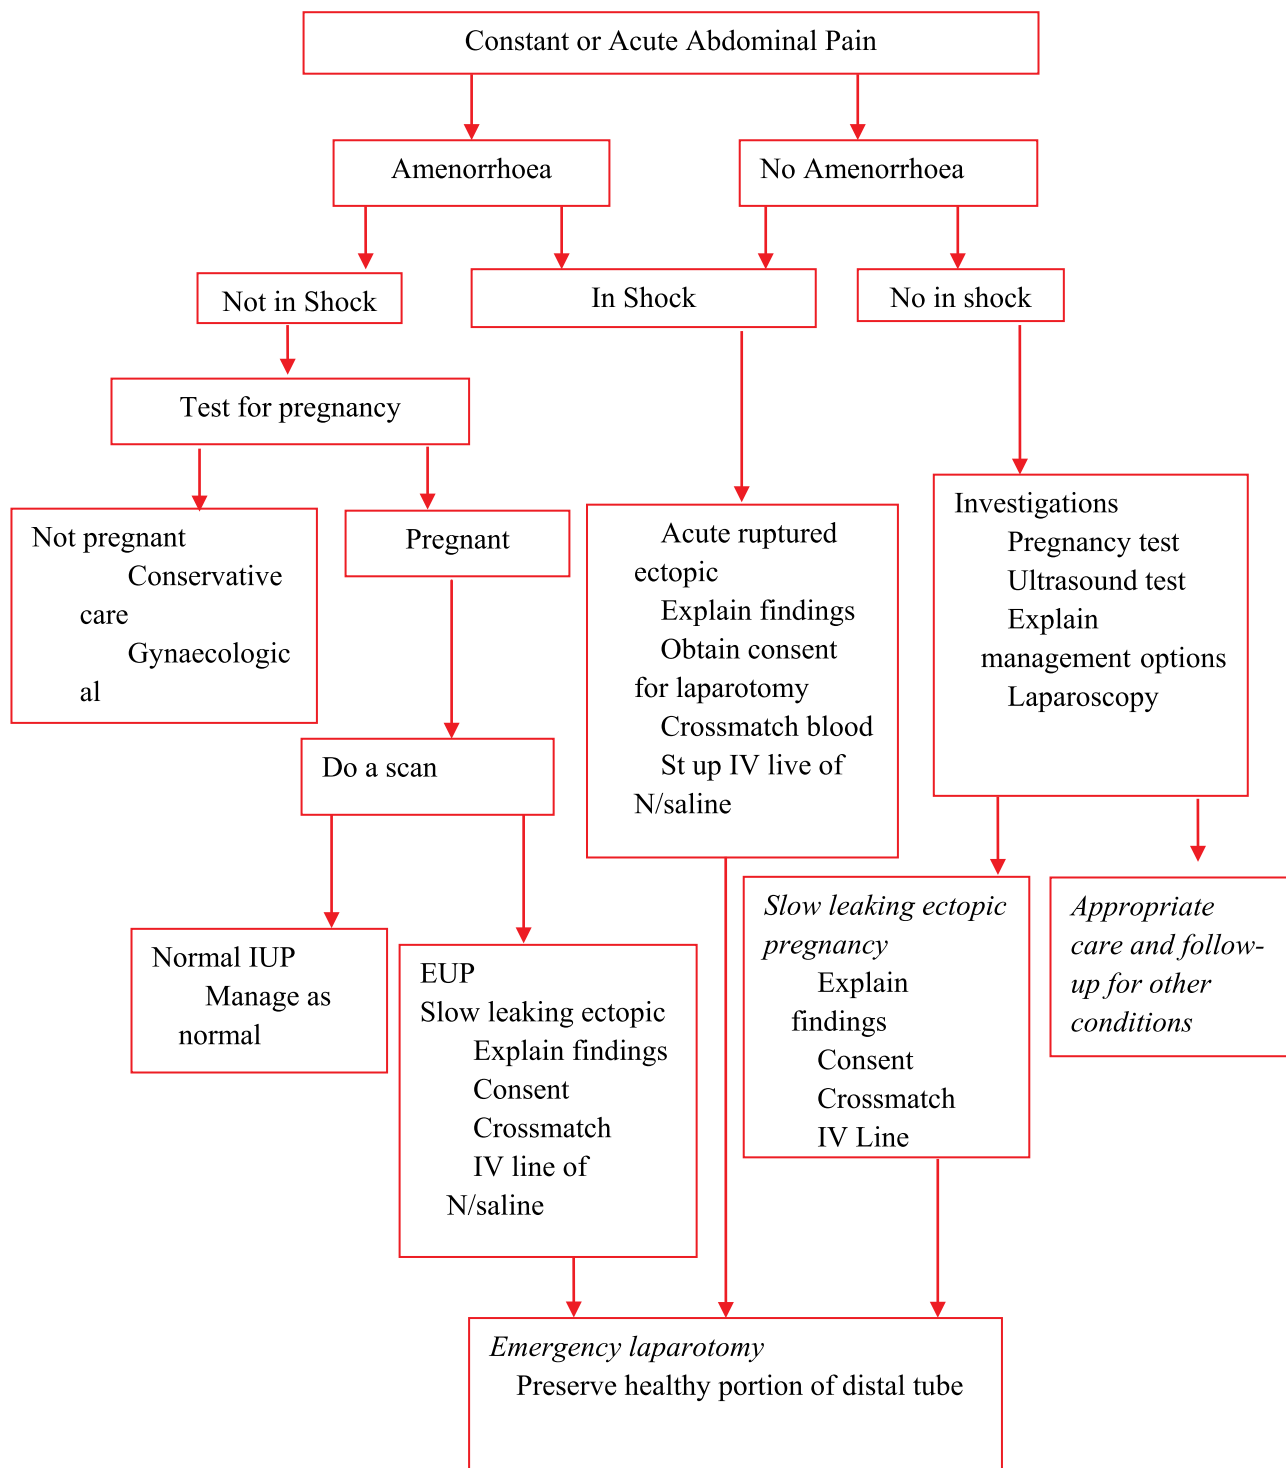 Constant or Acute Abdominal Pain
Amenorrhoea
No Amenorrhoea
Not in Shock
In Shock
No in shock
Test for pregnancy
Not pregnant
Conservative
care
Gynaecologic
al
Pregnant
Acute ruptured
ectopic
Explain findings
Obtain consent
for laparotomy
Crossmatch blood
St up IV live of
N/saline
Investigations
Pregnancy test
Ultrasound test
Explain
management options
Laparoscopy
Do a scan
Normal IUP
Manage as
normal
EUP
Slow leaking ectopic
Explain findings
Consent
Crossmatch
IV line of
N/saline
Slow leaking ectopic
pregnancy
Explain
findings
Consent
Crossmatch
IV Line
Appropriate
care and follow-
up for other
conditions
Emergency laparotomy
Preserve healthy portion of distal tube